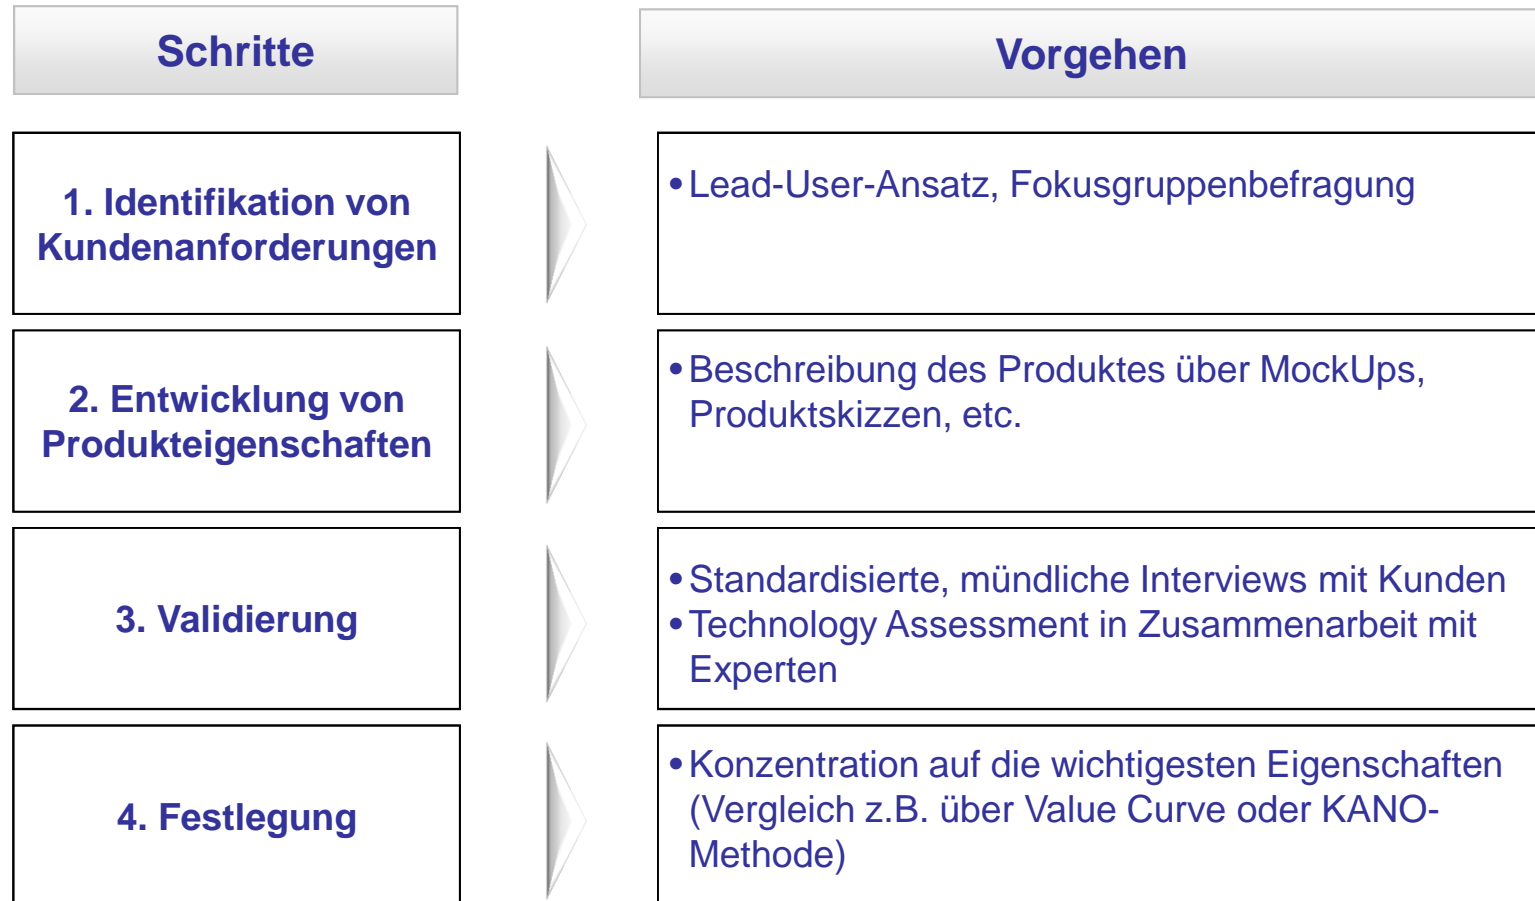 Schritte
Vorgehen
1. Identifikation von
Kundenanforderungen
•Lead-User-Ansatz, Fokusgruppenbefragung
2. Entwicklung von
Produkteigenschaften
•Beschreibung des Produktes über MockUps,
Produktskizzen, etc.
3. Validierung
•Standardisierte, mündliche Interviews mit Kunden
•Technology Assessment in Zusammenarbeit mit
Experten
4. Festlegung
•Konzentration auf die wichtigesten Eigenschaften
(Vergleich z.B. über Value Curve oder KANO-
Methode)